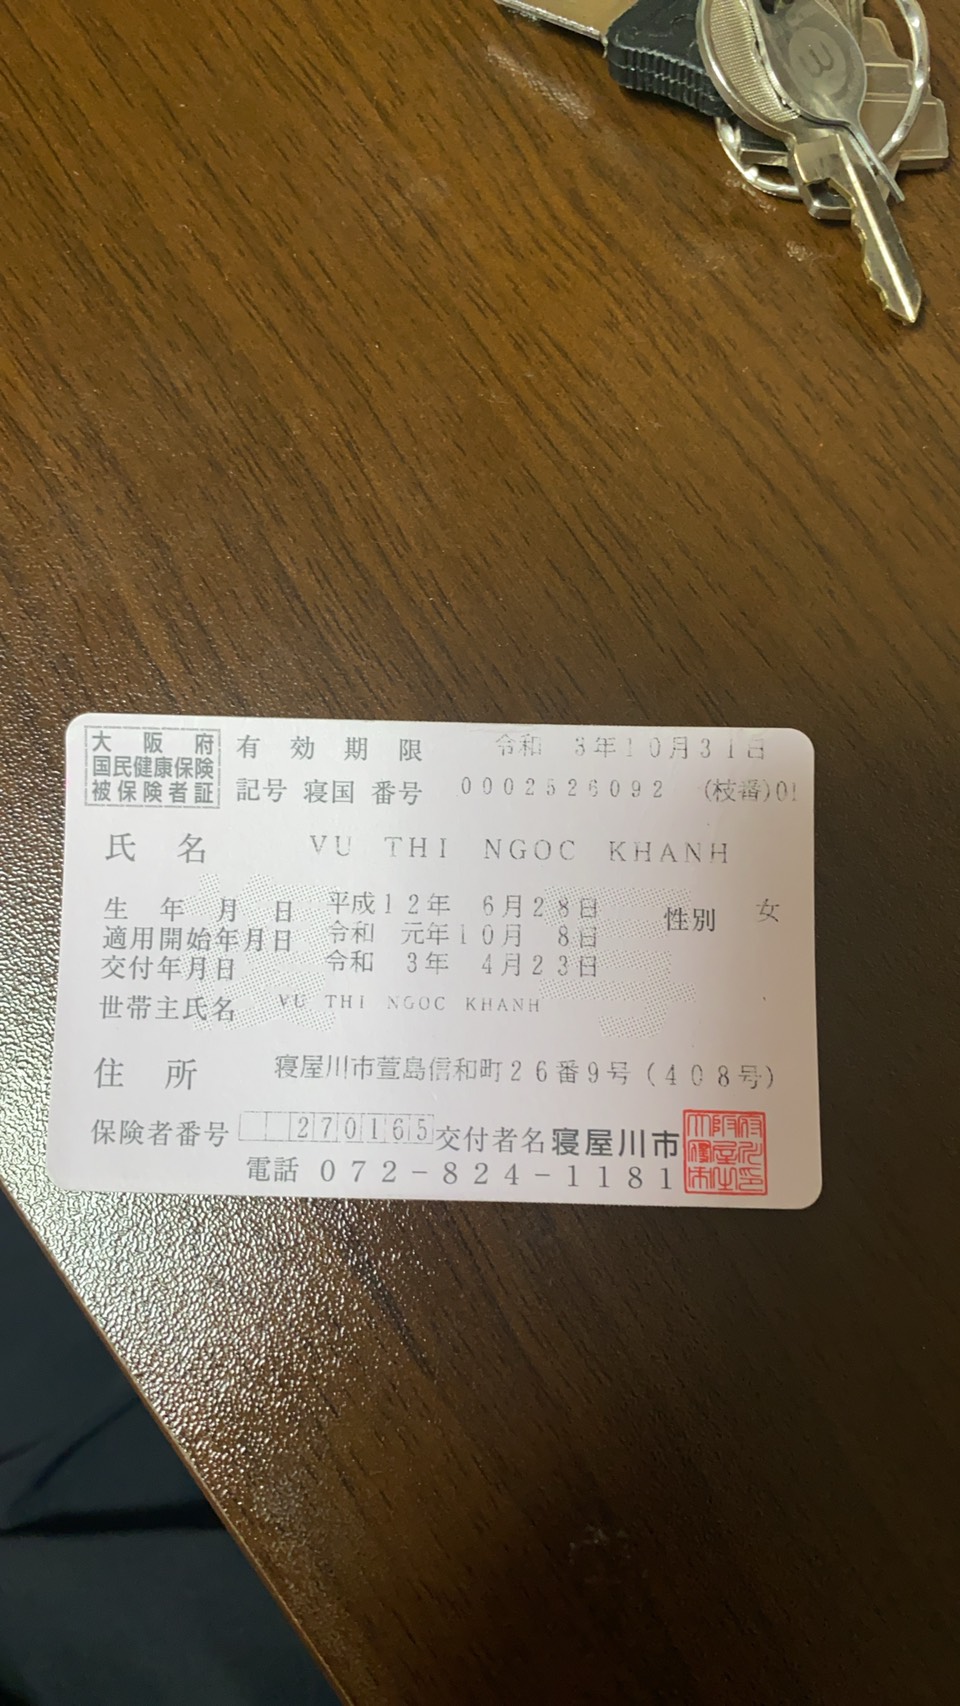 大阪府
国民健康保険
被保険者証
有効期限 令和 3年10月31日
記号 寝国 番号 0002526092 (枝番)01
氏名 VU THI NGOC KHANH
生年月日 平成12年 6月28日 性別 女
適用開始年月日 令和 元年10月 8日
交付年月日 令和 3年 4月23日
世帯主氏名 VU THI NGOC KHANH
住所 寝屋川市萱島信和町26番9号(408号)
保険者番号 270165 交付者名 寝屋川市
電話 072-824-1181